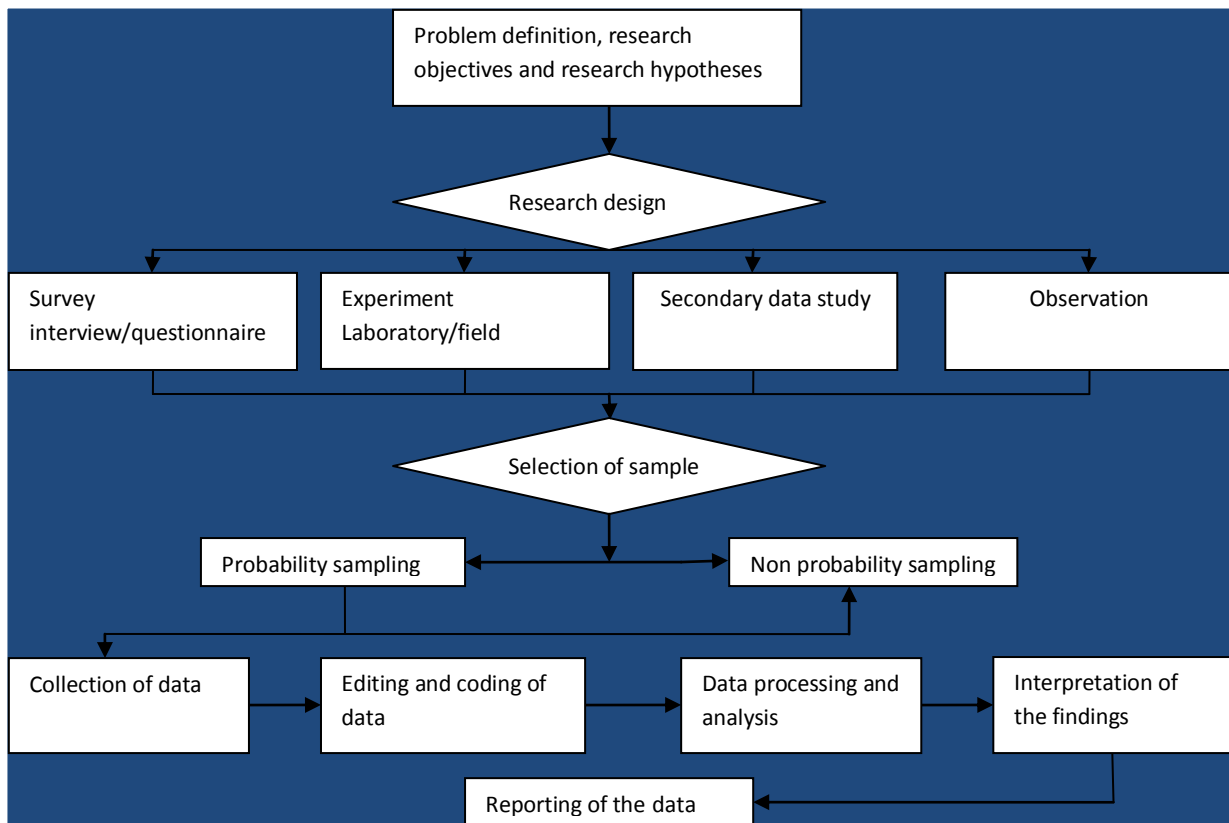 Problem definition, research
objectives and research hypotheses
Research design
Survey
interview/questionnaire
Experiment
Laboratory/field
Secondary data study
Observation
Selection of sample
Probability sampling
Non probability sampling
Collection of data
Editing and coding of
data
Data processing and
analysis
Interpretation of
the findings
Reporting of the data